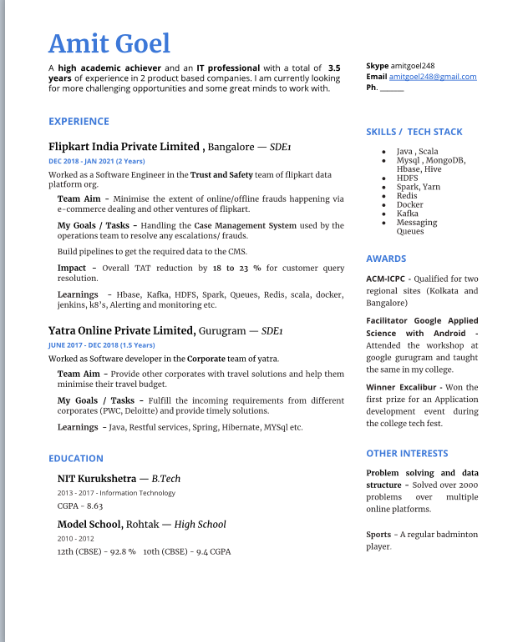 Amit Goel
A high academic achiever and an IT professional with a total of 3.5
years of experience in 2 product based companies. I am currently looking
for more challenging opportunities and some great minds to work with.
Skype amitgoel248
Email amitgoel248@gmail.com
Ph. ______
EXPERIENCE
Flipkart India Private Limited , Bangalore — SDE1
DEC 2018 - JAN 2021 (2 Years)
Worked as a Software Engineer in the Trust and Safety team of flipkart data
platform org.
Team Aim - Minimise the extent of online/offline frauds happening via
e-commerce dealing and other ventures of flipkart.
My Goals / Tasks - Handling the Case Management System used by the
operations team to resolve any escalations/ frauds.
Build pipelines to get the required data to the CMS.
Impact - Overall TAT reduction by 18 to 23 % for customer query
resolution.
Learnings - Hbase, Kafka, HDFS, Spark, Queues, Redis, scala, docker,
jenkins, k8's, Alerting and monitoring etc.
Yatra Online Private Limited, Gurugram — SDE1
JUNE 2017 - DEC 2018 (1.5 Years)
Worked as Software developer in the Corporate team of yatra.
Team Aim - Provide other corporates with travel solutions and help them
minimise their travel budget.
My Goals / Tasks - Fulfill the incoming requirements from different
corporates (PWC, Deloitte) and provide timely solutions.
Learnings - Java, Restful services, Spring, Hibernate, MYSql etc.
EDUCATION
NIT Kurukshetra — B.Tech
2013 - 2017 - Information Technology
CGPA - 8.63
Model School, Rohtak — High School
2010 - 2012
12th (CBSE) - 92.8 % 10th (CBSE) - 9.4 CGPA
SKILLS / TECH STACK
● Java , Scala
● Mysql , MongoDB,
Hbase, Hive
● HDFS
● Spark, Yarn
● Redis
● Docker
● Kafka
● Messaging
Queues
AWARDS
ACM-ICPC - Qualified for two
regional sites (Kolkata and
Bangalore)
Facilitator Google Applied
Science with Android -
Attended the workshop at
google gurugram and taught
the same in my college.
Winner Excalibur - Won the
first prize for an Application
development event during
the college tech fest.
OTHER INTERESTS
Problem solving and data
structure - Solved over 2000
problems over multiple
online platforms.
Sports - A regular badminton
player.